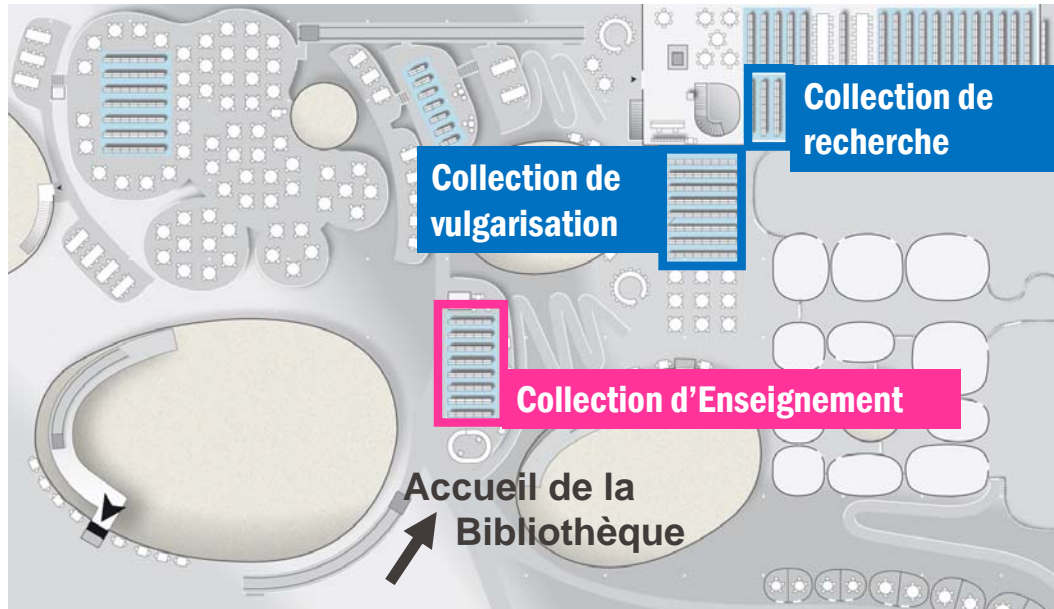 Collection de
recherche
Collection de
vulgarisation
Collection d’Enseignement
Accueil de la
Bibliothèque